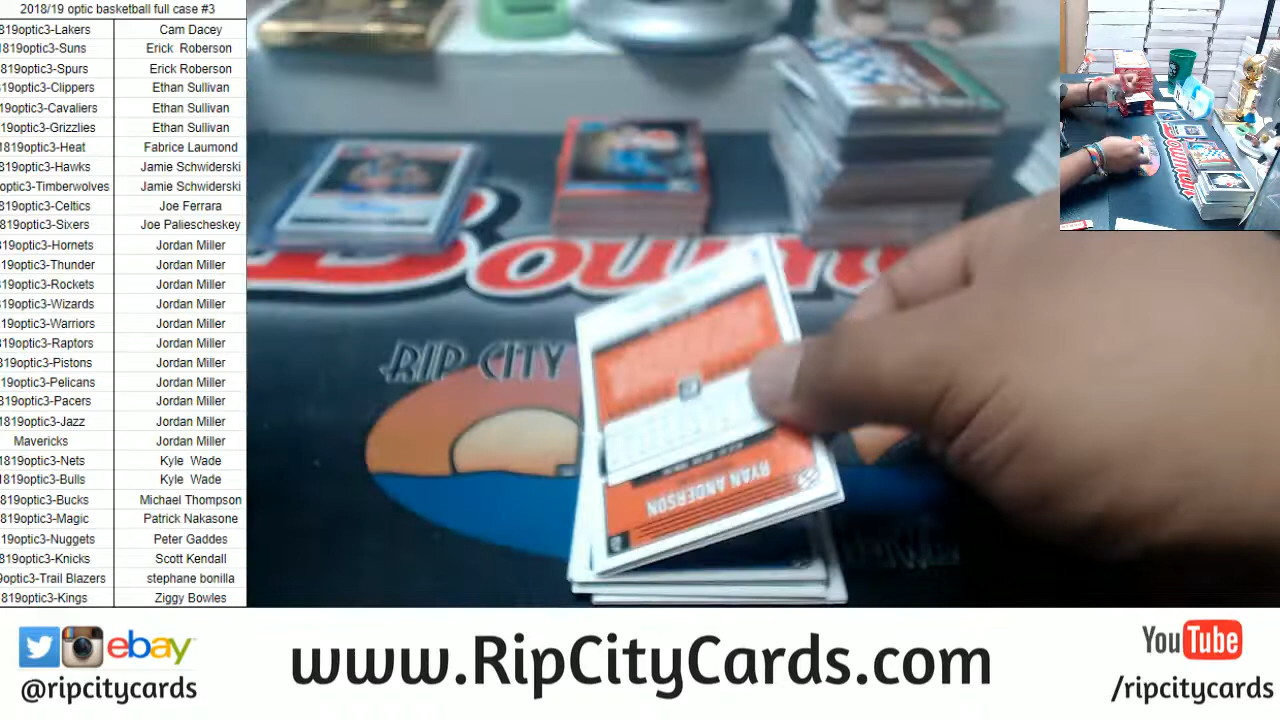 2018/19 optic basketball full case #3
819optic3-Lakers Cam Dacey
1819optic3-Suns Erick Roberson
819optic3-Spurs Erick Roberson
819optic3-Clippers Ethan Sullivan
19optic3-Cavaliers Ethan Sullivan
19optic3-Grizzlies Ethan Sullivan
1819optic3-Heat Fabrice Laumond
819optic3-Hawks Jamie Schwiderski
optic3-Timberwolves Jamie Schwiderski
819optic3-Celtics Joe Ferrara
819optic3-Sixers Joe Paliescheskey
19optic3-Hornets Jordan Miller
19optic3-Thunder Jordan Miller
19optic3-Rockets Jordan Miller
19optic3-Wizards Jordan Miller
19optic3-Warriors Jordan Miller
19optic3-Raptors Jordan Miller
819optic3-Pistons Jordan Miller
19optic3-Pelicans Jordan Miller
819optic3-Pacers Jordan Miller
1819optic3-Jazz Jordan Miller
Mavericks Jordan Miller
1819optic3-Nets Kyle Wade
1819optic3-Bulls Kyle Wade
819optic3-Bucks Michael Thompson
819optic3-Magic Patrick Nakasone
19optic3-Nuggets Peter Gaddes
819optic3-Knicks Scott Kendall
9optic3-Trail Blazers stephane bonilla
819optic3-Kings Ziggy Bowles
Bowman
RIP CITY
RYAN ANDERSON
Bowman
ebay
@ripcitycards
www.RipCityCards.com
YouTube
/ripcitycards